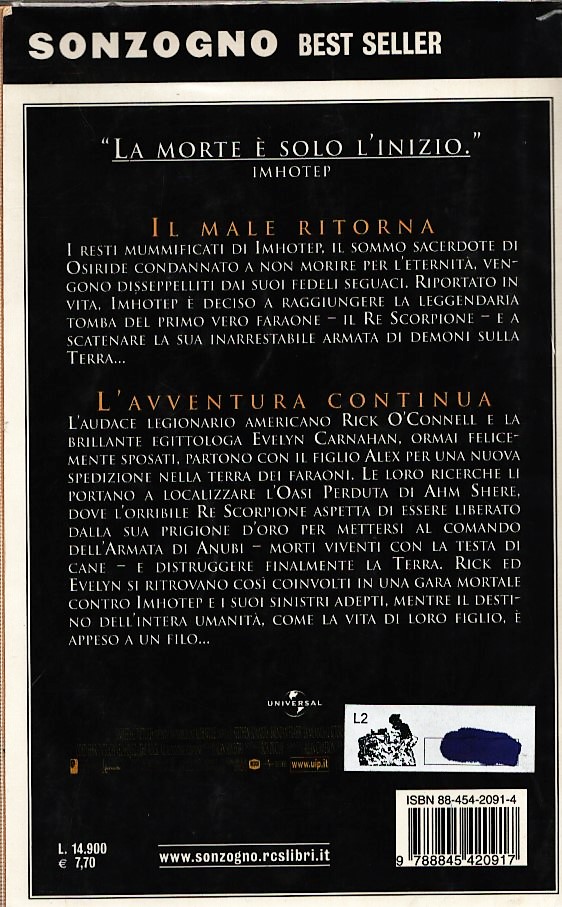 SONZOGNO BEST SELLER
“LA MORTE È SOLO L’INIZIO.”
IMHOTEP
IL MALE RITORNA
I RESTI MUMMIFICATI DI IMHOTEP, IL SOMMO SACERDOTE DI
OSIRIDE CONDANNATO A NON MORIRE PER L’ETERNITÀ, VEN-
GONO DISSEPPELLITI DAI SUOI FEDELI SEGUACI. RIPORTATO IN
VITA, IMHOTEP È DECISO A RAGGIUNGERE LA LEGGENDARIA
TOMBA DEL PRIMO VERO FARAONE – IL RE SCORPIONE – E A
SCATENARE LA SUA INARRESTABILE ARMATA DI DEMONI SULLA
TERRA...
L’AVVENTURA CONTINUA
L’AUDACE LEGIONARIO AMERICANO RICK O’CONNELL E LA
BRILLANTE EGITTOLOGA EVELYN CARNAHAN, ORMAI FELICE-
MENTE SPOSATI, PARTONO CON IL FIGLIO ALEX PER UNA NUOVA
SPEDIZIONE NELLA TERRA DEI FARAONI. LE LORO RICERCHE LI
PORTANO A LOCALIZZARE L’OASI PERDUTA DI AHM SHERE,
DOVE L’ORRIBILE RE SCORPIONE ASPETTA DI ESSERE LIBERATO
DALLA SUA PRIGIONE D’ORO PER METTERSI AL COMANDO
DELL’ARMATA DI ANUBI – MORTI VIVENTI CON LA TESTA DI
CANE – E DISTRUGGERE FINALMENTE LA TERRA. RICK ED
EVELYN SI RITROVANO COSÌ COINVOLTI IN UNA GARA MORTALE
CONTRO IMHOTEP E I SUOI SINISTRI ADEPTI, MENTRE IL DESTI-
NO DELL’INTERA UMANITÀ, COME LA VITA DI LORO FIGLIO, È
APPESO A UN FILO...
UNIVERSAL
L2
www.uip.it
ISBN 88-454-2091-4
L. 14.900
€ 7,70
www.sonzogno.rcslibri.it
9 788845 420917